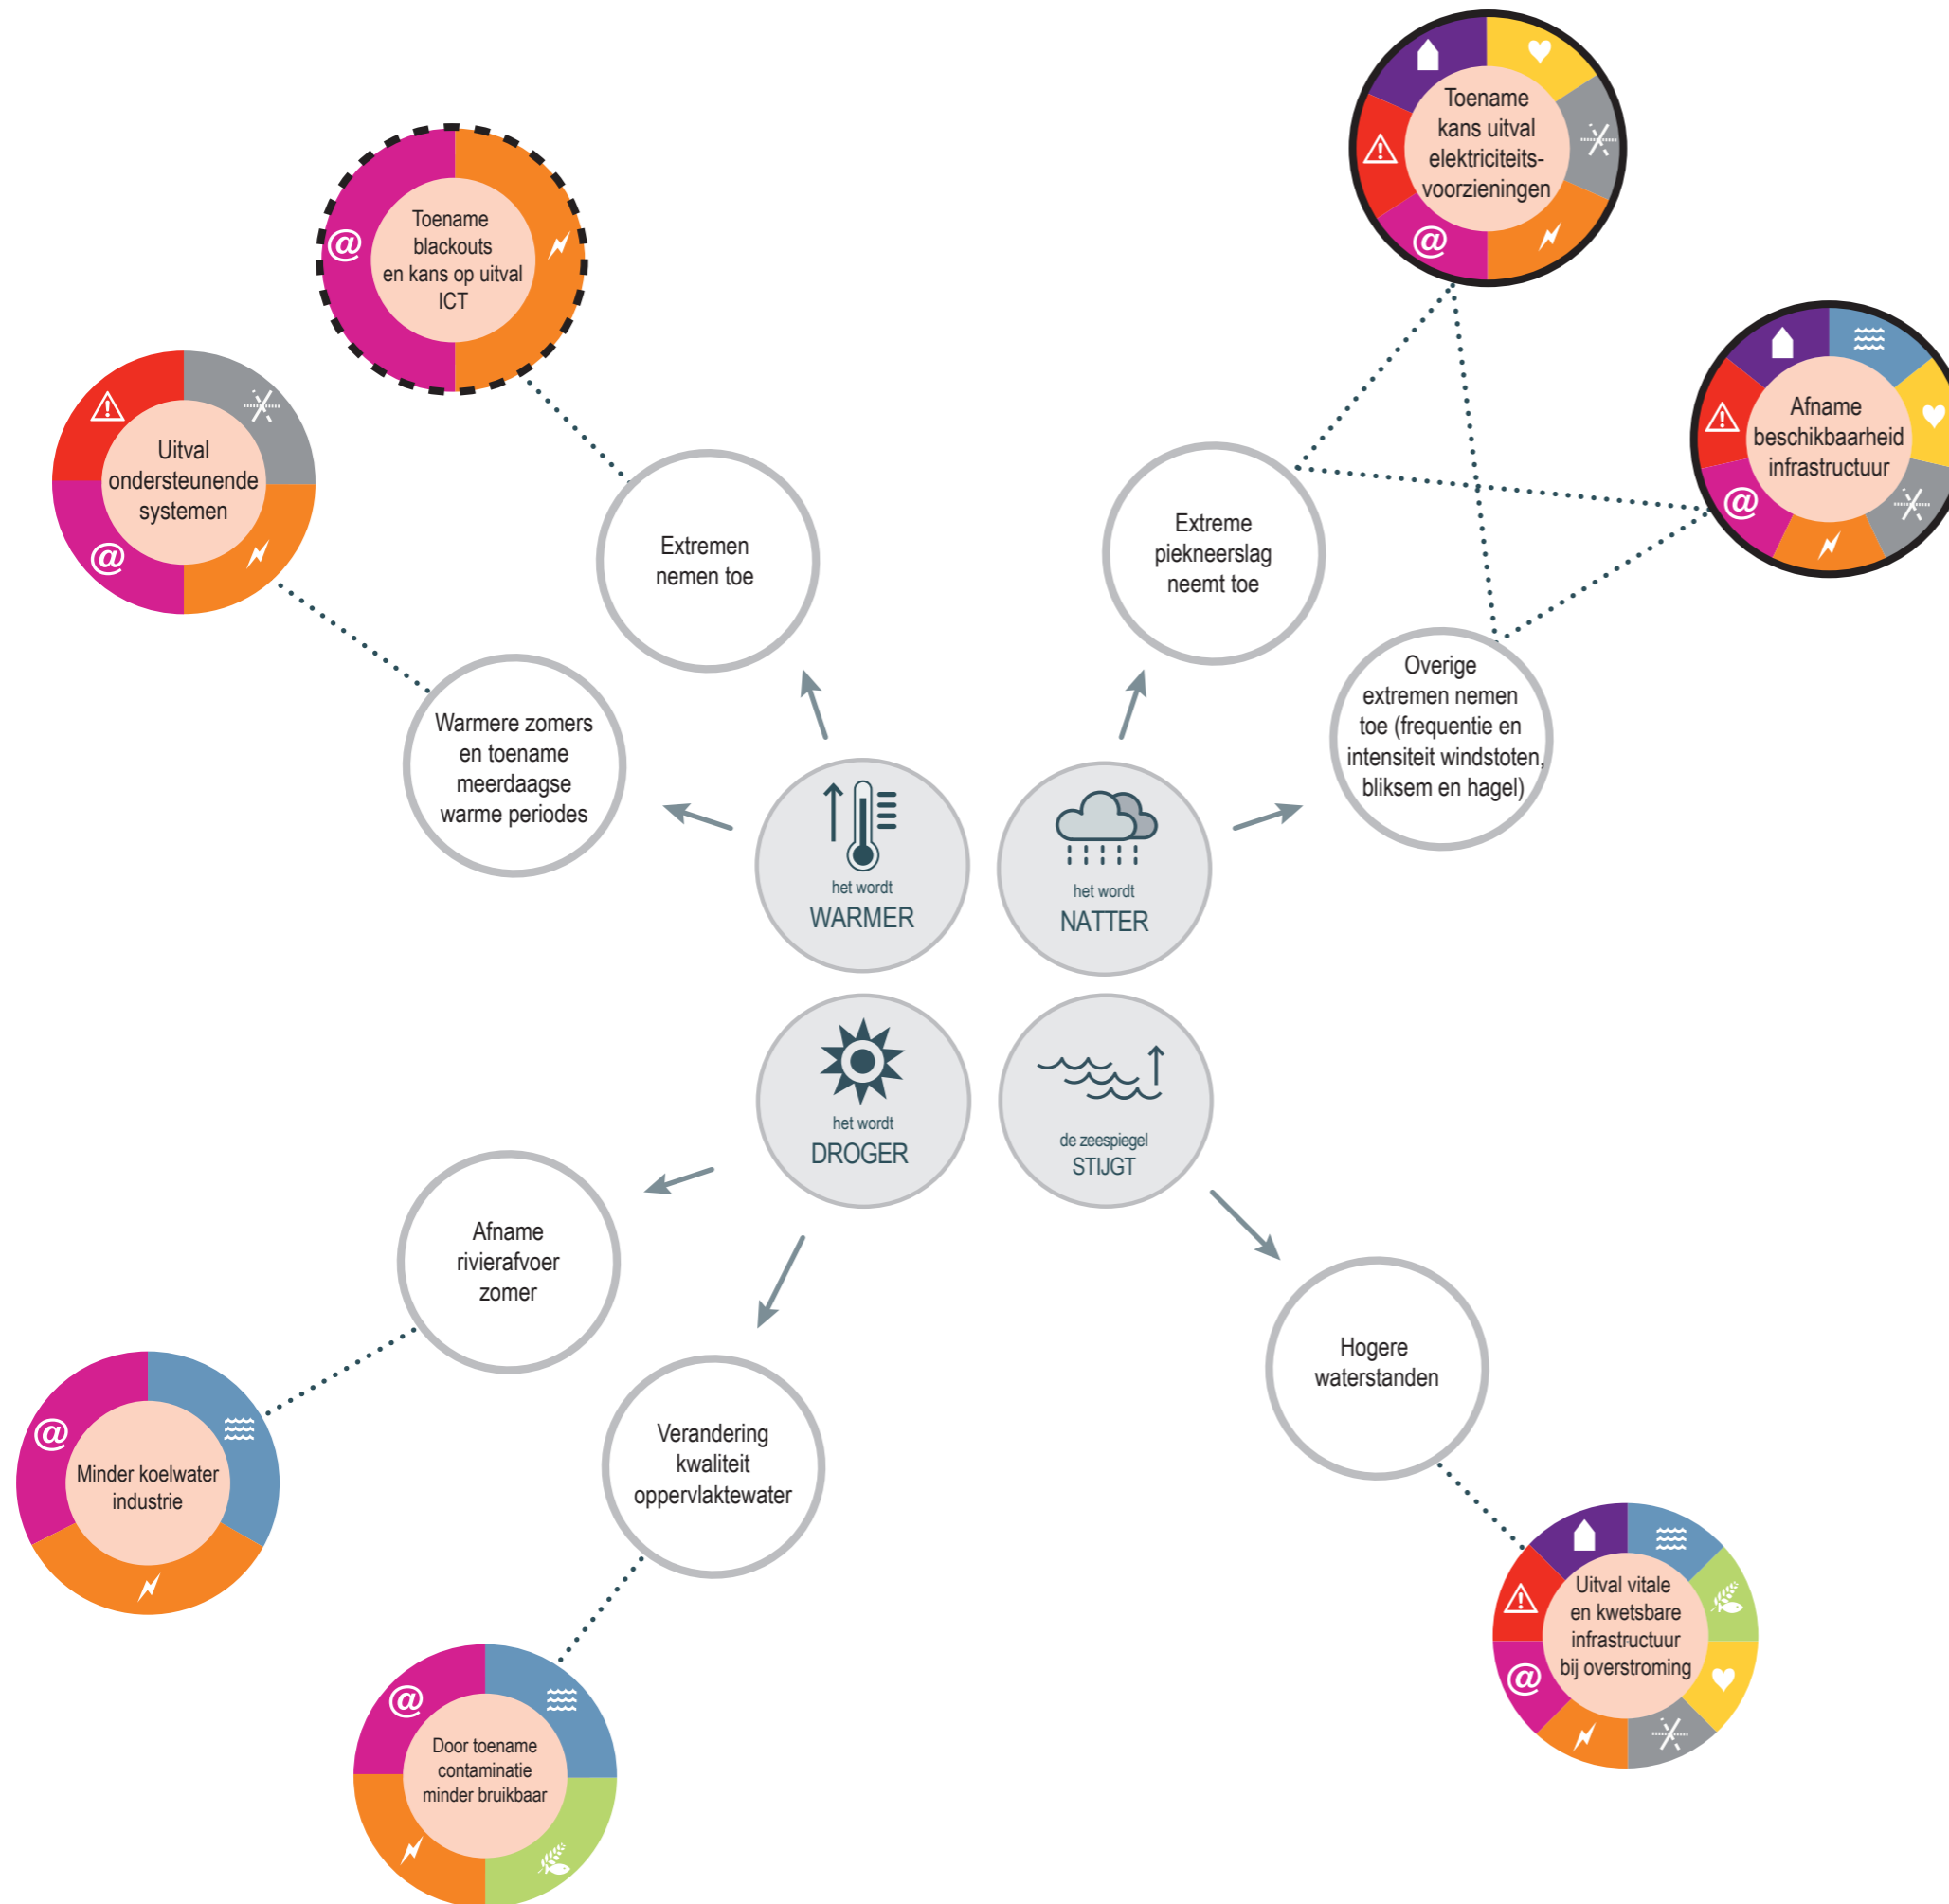 Toename
kans uitval
elektriciteits-
voorzieningen
Toename
blackouts
en kans op uitval
ICT
@
@
Afname
beschikbaarheid
infrastructuur
@
Uitval
ondersteunende
systemen
@
Extremen
nemen toe
Extreme
piekneerslag
neemt toe
Warmere zomers
en toename
meerdaagse
warme periodes
Overige
extremen nemen
toe (frequentie en
intensiteit windstoten,
bliksem en hagel)
het wordt
WARMER
het wordt
NATTER
het wordt
DROGER
de zeespiegel
STIJGT
Afname
rivierafvoer
zomer
Hogere
waterstanden
@
Minder koelwater
industrie
Verandering
kwaliteit
oppervlaktewater
Uitval vitale
en kwetsbare
infrastructuur
bij overstroming
@
@
Door toename
contaminatie
minder bruikbaar